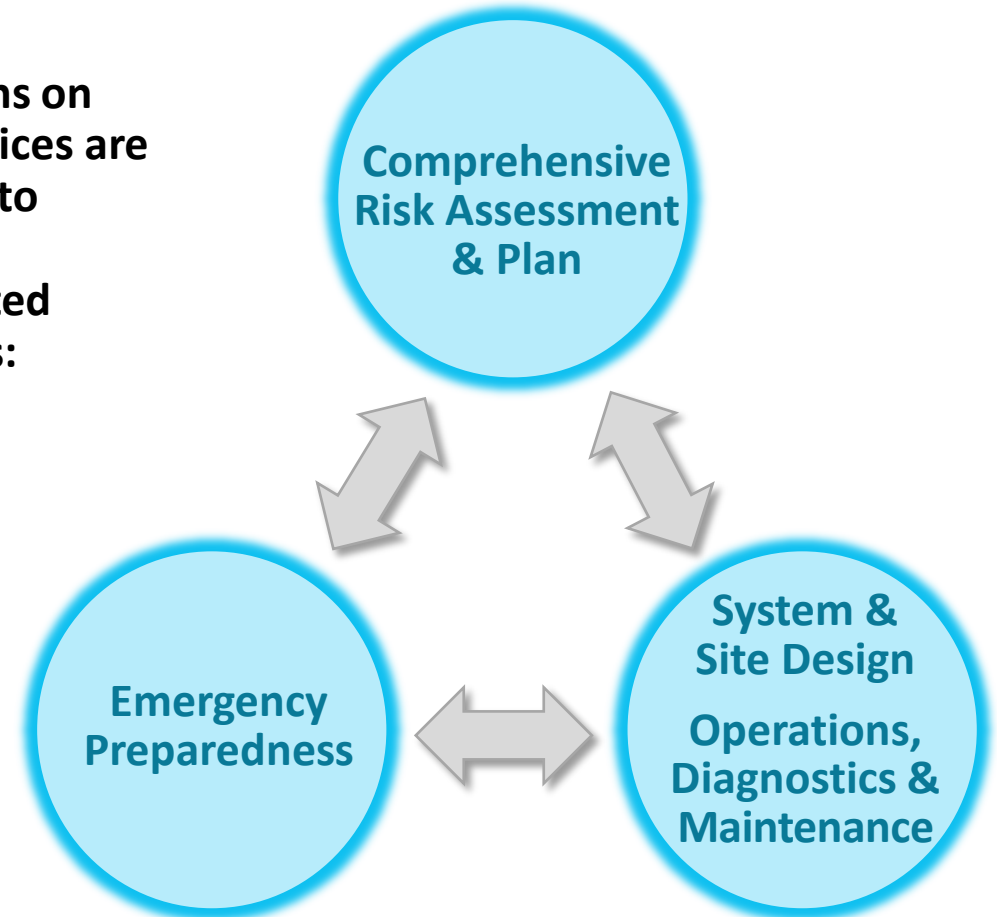 ns on
ices are
to
ted
s:
Comprehensive
Risk Assessment
& Plan
Emergency
Preparedness
System &
Site Design
Operations,
Diagnostics &
Maintenance